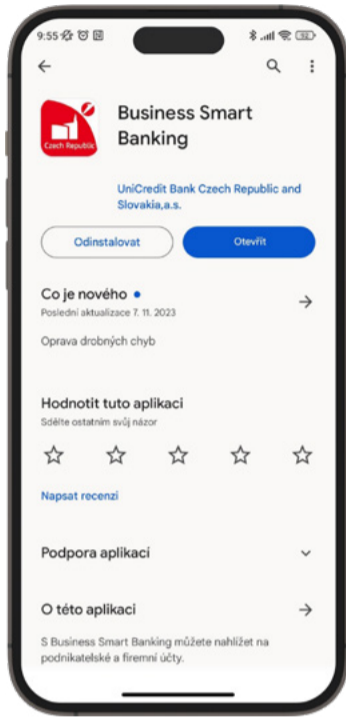 9:55
Czech Republic
Business Smart
Banking
UniCredit Bank Czech Republic and
Slovakia,a.s.
Odinstalovat
Otevřít
Co je nového
Poslední aktualizace 7. 11. 2023
Oprava drobných chyb
Hodnotit tuto aplikaci
Sdělte ostatním svůj názor
Napsat recenzi
Podpora aplikací
O této aplikaci
S Business Smart Banking můžete nahlížet na
podnikatelské a firemní účty.